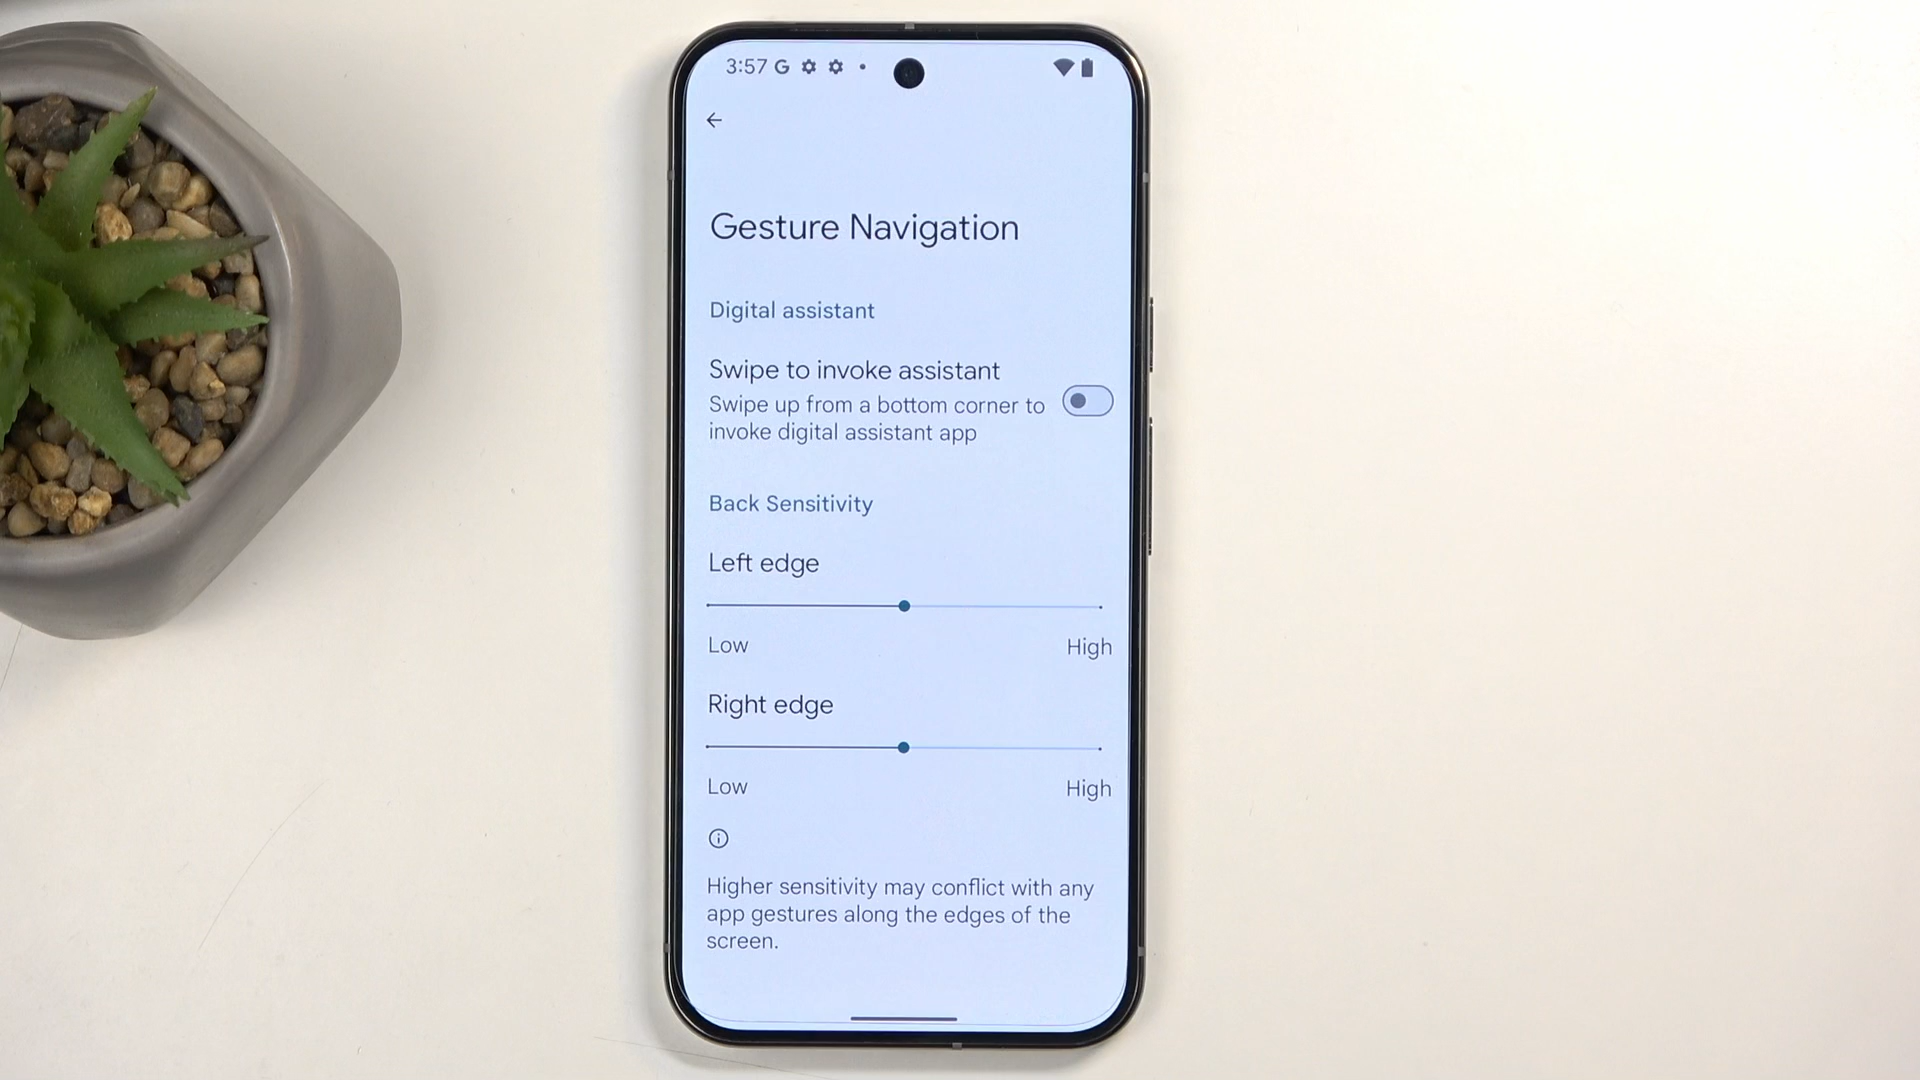 3:57 G
Gesture Navigation
Digital assistant
Swipe to invoke assistant
Swipe up from a bottom corner to
invoke digital assistant app
Back Sensitivity
Left edge
Low High
Right edge
Low High
Higher sensitivity may conflict with any
app gestures along the edges of the
screen.